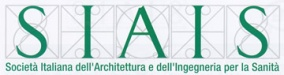 SIAIS
Società Italiana dell'Architettura e dell'Ingegneria per la Sanità